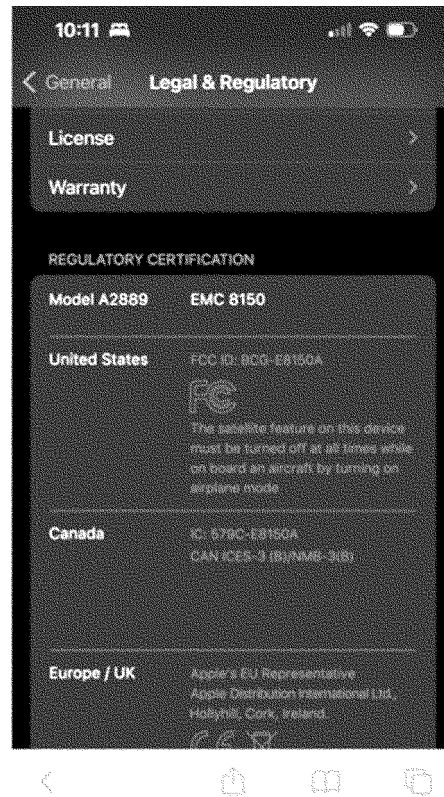 10:11
General Legal & Regulatory
License
Warranty
REGULATORY CERTIFICATION
Model A2889 EMC 8150
United States FCC ID: BCG-E8150A
FC
The satellite feature on this device
must be turned off at all times while
on board an aircraft by turning on
airplane mode
Canada IC: 579C-E8150A
CAN ICES-3 (B)/NMB-3(B)
Europe / UK Apple's EU Representative
Apple Distribution International Ltd.,
Hollyhill, Cork, Ireland.
CE